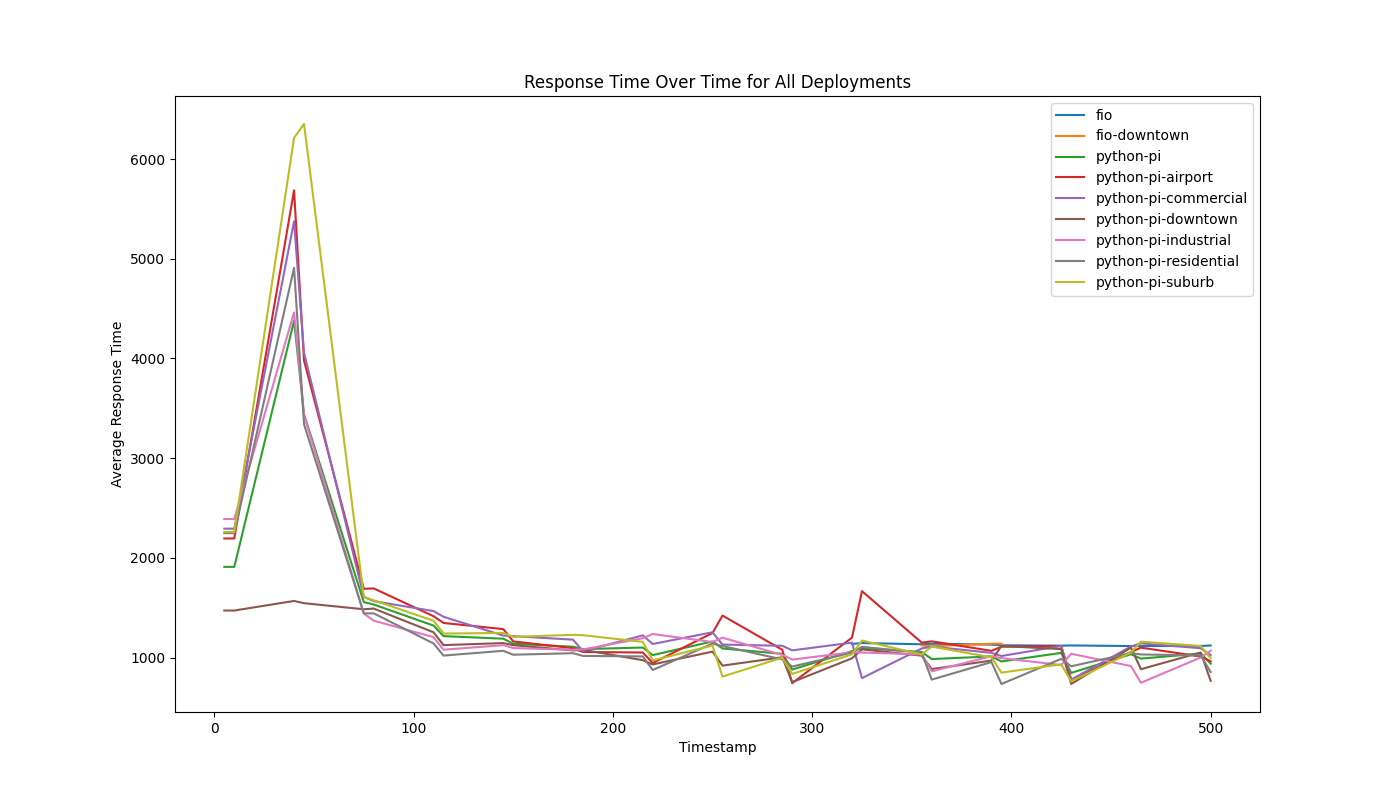 Response Time Over Time for All Deployments
fio
fio-downtown
python-pi
python-pi-airport
python-pi-commercial
python-pi-downtown
python-pi-industrial
python-pi-residential
python-pi-suburb
Average Response Time
6000
5000
4000
3000
2000
1000
0 100 200 300 400 500
Timestamp